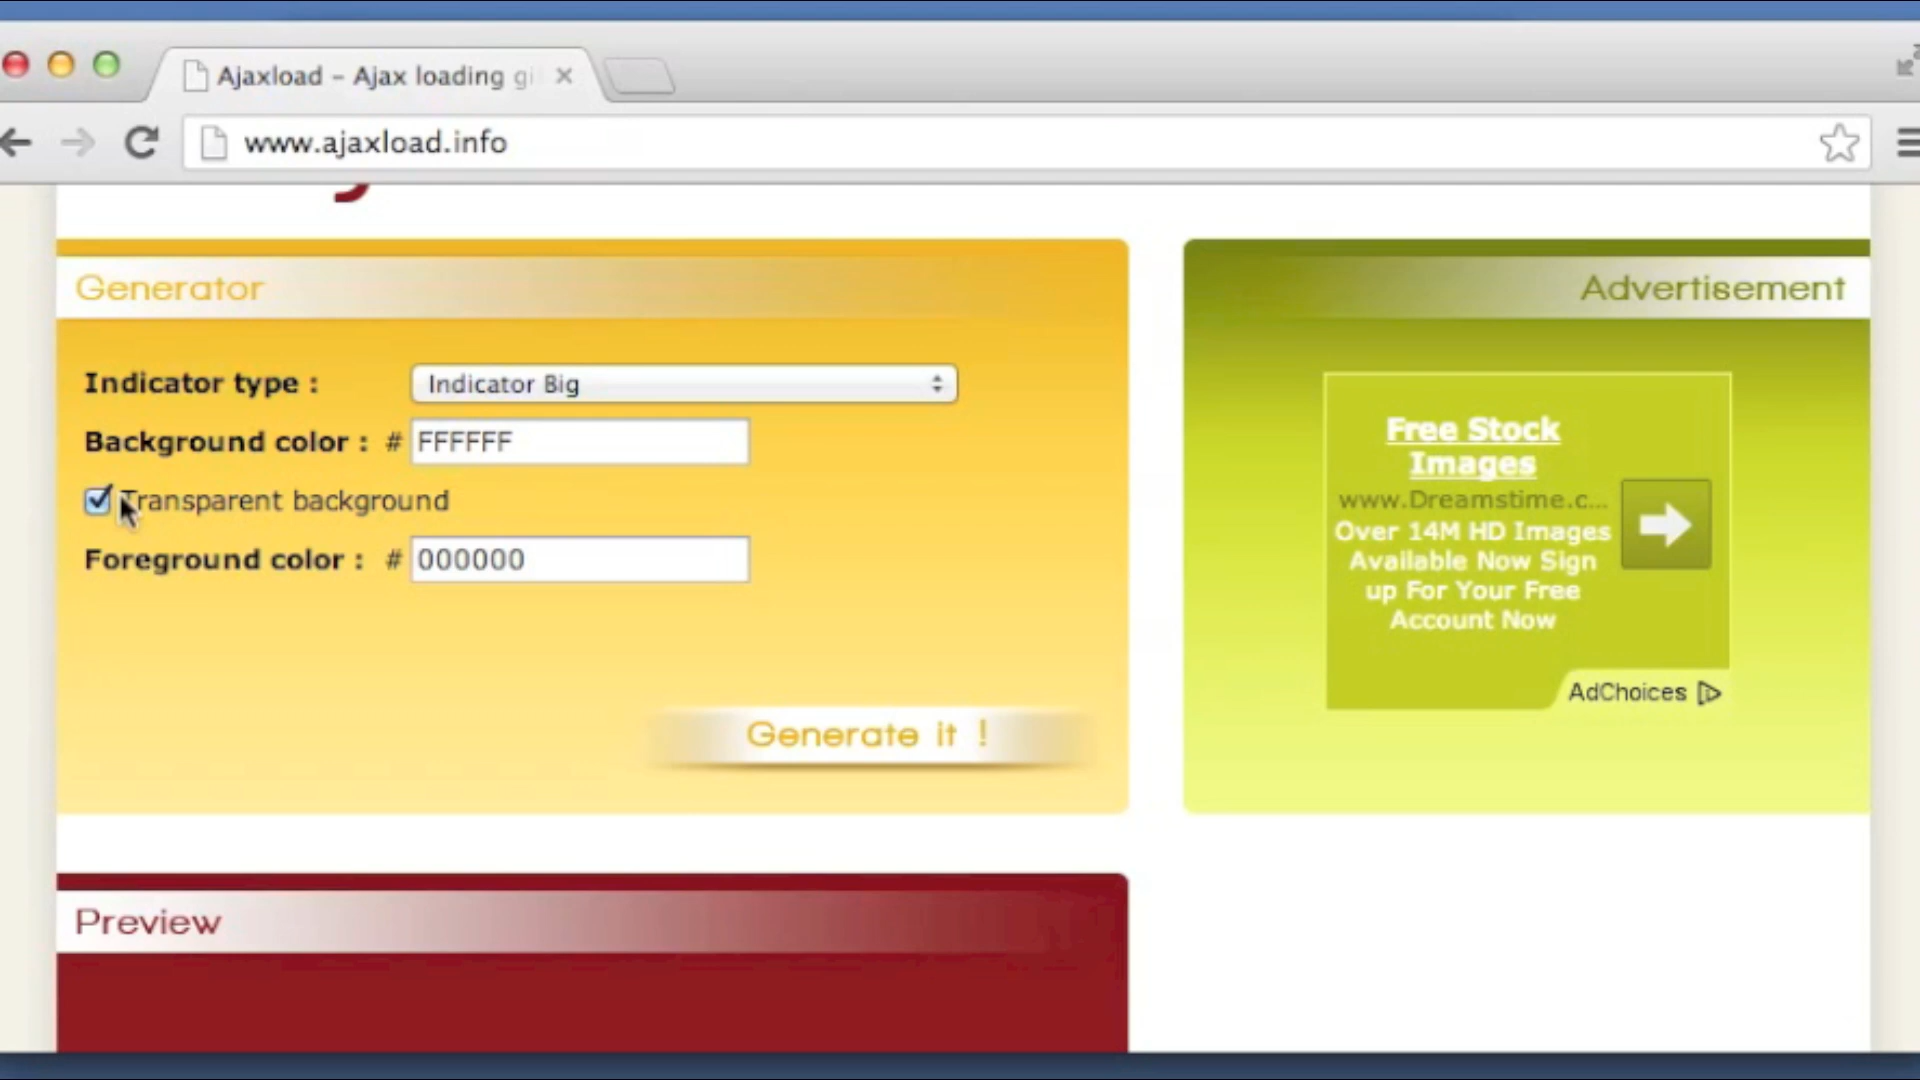 Ajaxload - Ajax loading gi
www.ajaxload.info
Generator
Indicator type :
Indicator Big
Background color : # FFFFFF
Transparent background
Foreground color : # 000000
Generate it !
Advertisement
Free Stock
Images
www.Dreamstime.c...
Over 14M HD Images
Available Now Sign
up For Your Free
Account Now
AdChoices
Preview